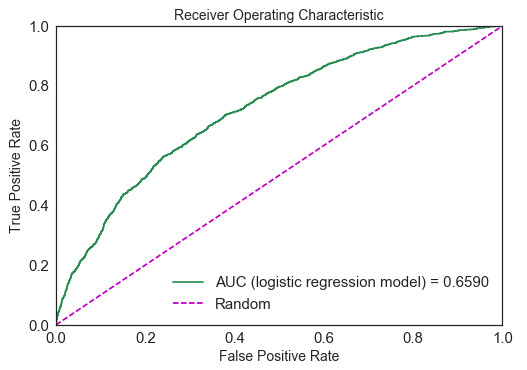 Receiver Operating Characteristic
1.0
0.8
0.6
0.4
0.2
0.0
True Positive Rate
AUC (logistic regression model) = 0.6590
Random
0.0 0.2 0.4 0.6 0.8 1.0
False Positive Rate